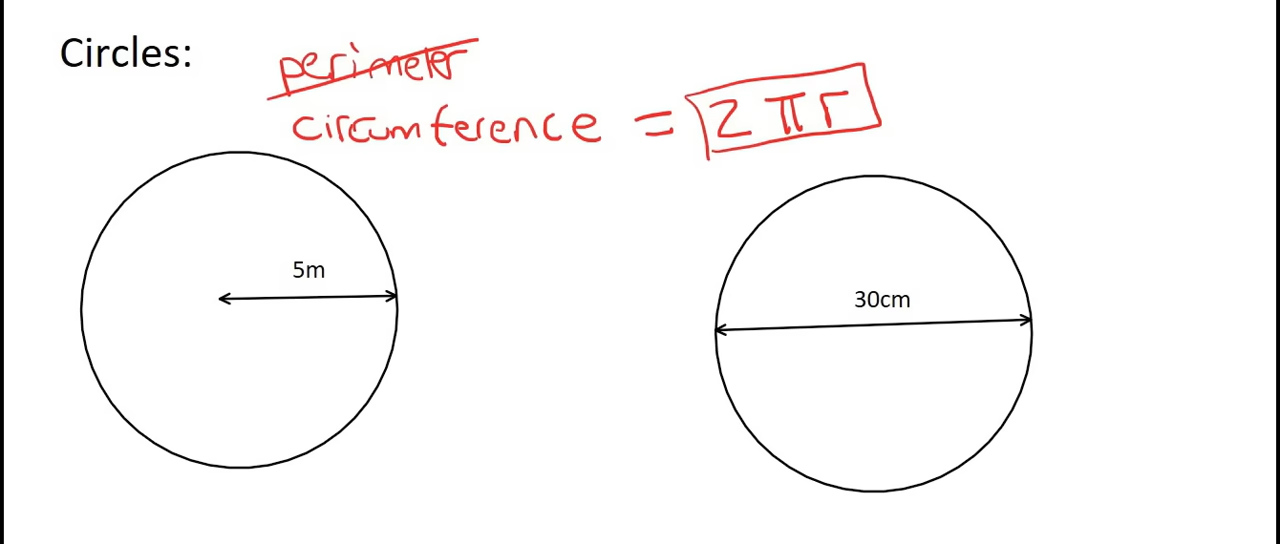 Circles:
perimeter
circumference = 2πr
5m
30cm